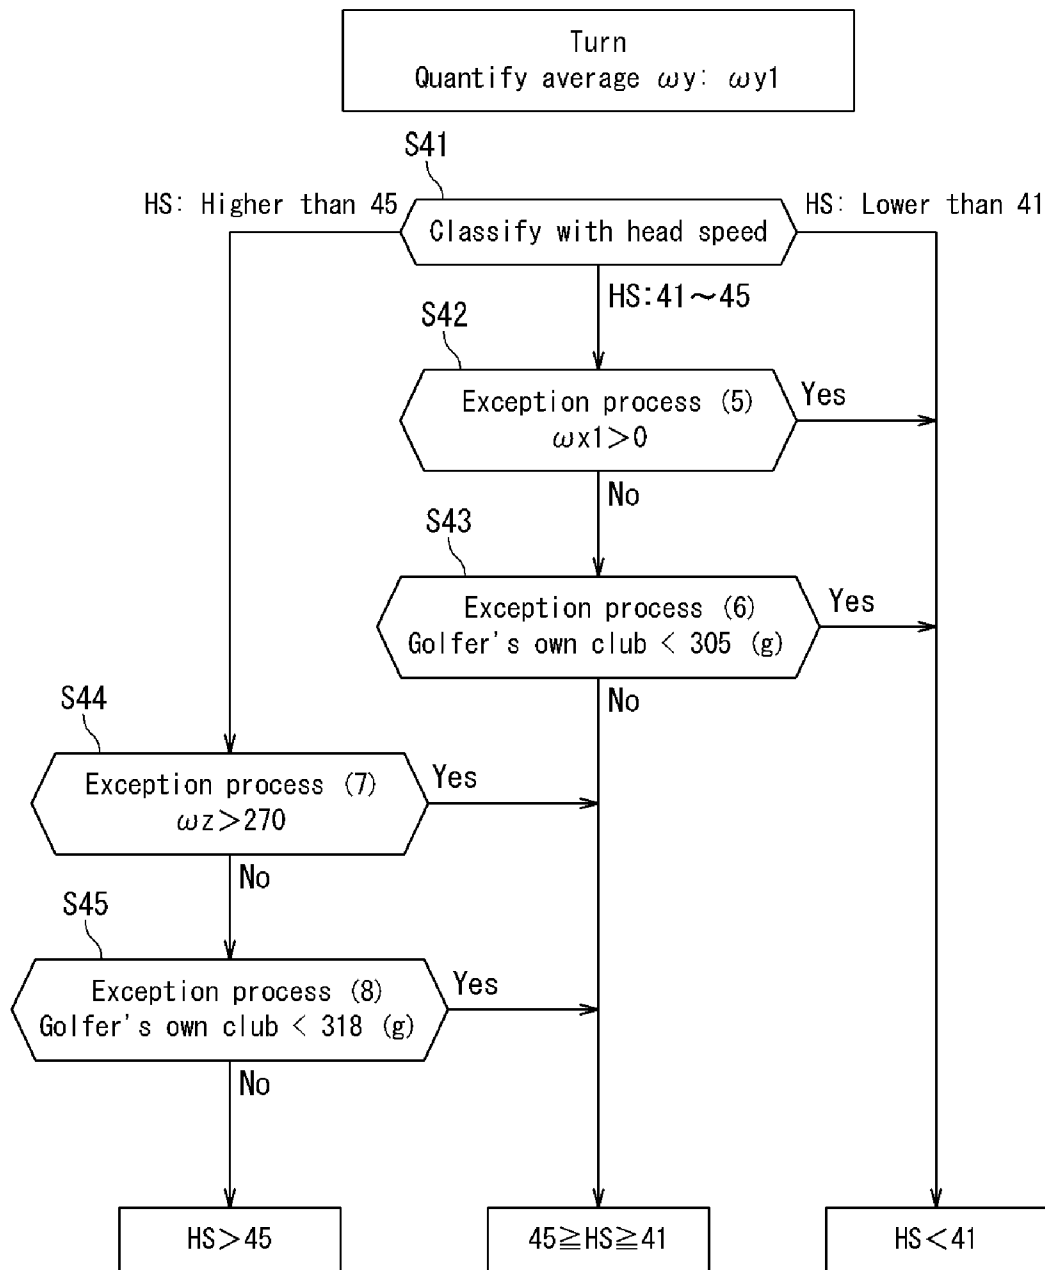 Turn
Quantify average ωy: ωy1
S41
HS: Higher than 45
HS: Lower than 41
Classify with head speed
HS:41～45
S42
Exception process (5)
ωx1＞0
Yes
No
S43
Exception process (6)
Golfer's own club < 305 (g)
Yes
No
S44
Exception process (7)
ωz＞270
Yes
No
S45
Exception process (8)
Golfer's own club < 318 (g)
Yes
No
HS＞45
45≧HS≧41
HS＜41